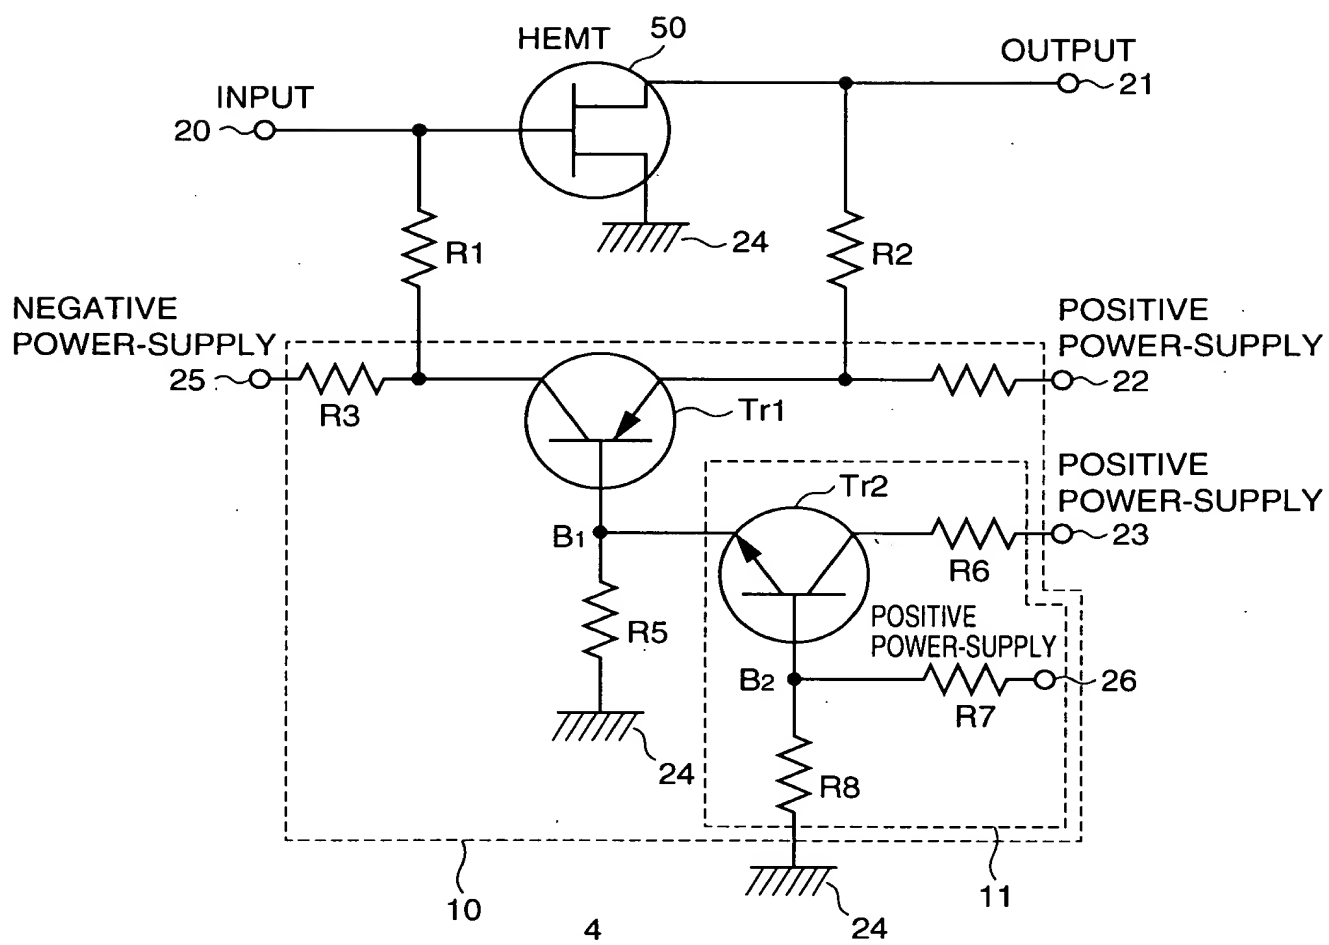 HEMT
50
OUTPUT
21
INPUT
20
24
R1
R2
NEGATIVE
POWER-SUPPLY
25
R3
POSITIVE
POWER-SUPPLY
22
Tr1
POSITIVE
POWER-SUPPLY
23
Tr2
B1
R6
R5
POSITIVE
POWER-SUPPLY
B2
26
R7
24
R8
10
11
24
4